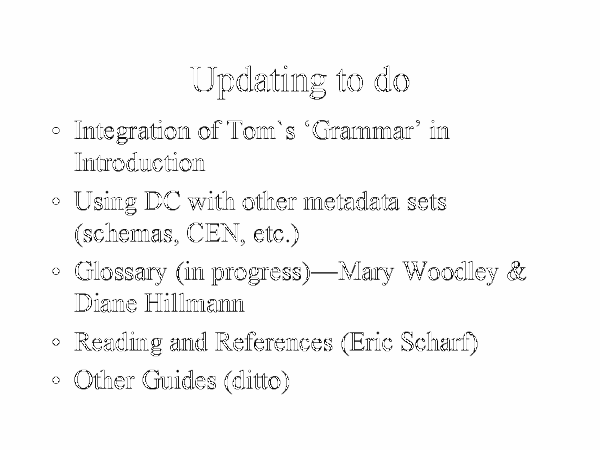 Updating to do
◦ Integration of Tom`s ‘Grammar’ in
Introduction
◦ Using DC with other metadata sets
(schemas, CEN, etc.)
◦ Glossary (in progress)—Mary Woodley &
Diane Hillmann
◦ Reading and References (Eric Scharf)
◦ Other Guides (ditto)